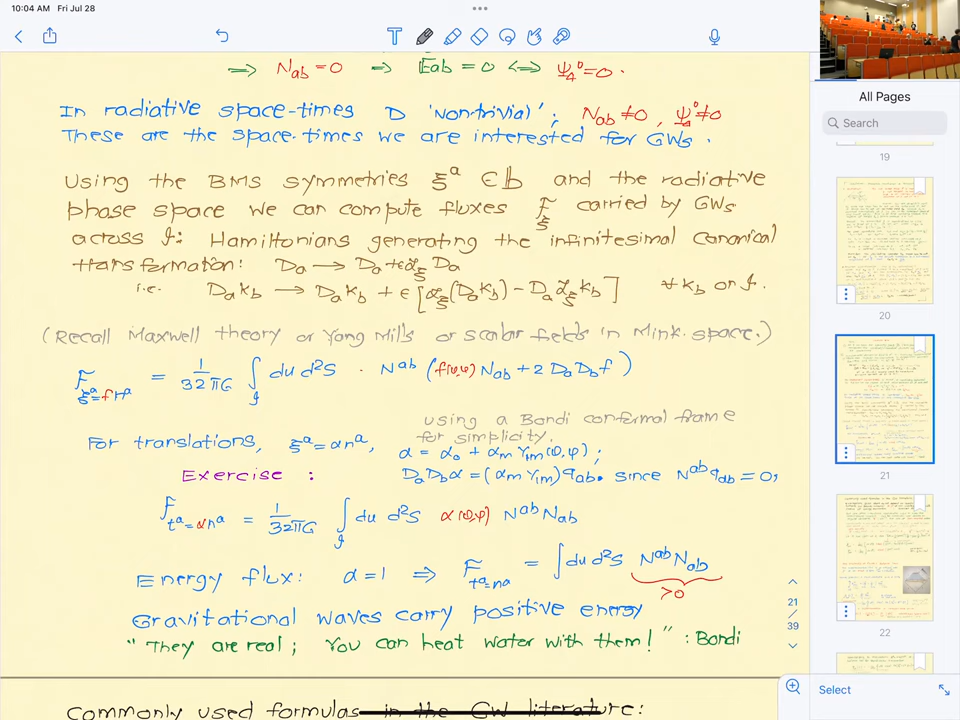 10:04 AM Fri Jul 28
⟹ N_ab = 0 ⟹ E_ab = 0 ⟺ Ψ₄⁰ = 0.
In radiative space-times D 'nontrivial'; N_ab ≠ 0, Ψ₄⁰ ≠ 0
These are the space-times we are interested for GWs.
Using the BMS symmetries ξ^a ∈ b and the radiative
phase space we can compute fluxes F_ξ carried by GWs
across I: Hamiltonians generating the infinitesimal canonical
transformation: D_a → D_a + ε L_ξ D_a
i.e. D_a k_b → D_a k_b + ε [L_ξ (D_a k_b) − D_a L_ξ k_b] ∀ k_b on I.
(Recall Maxwell theory or Yang Mills or scalar fields in Mink. space.)
F_{ξ^a = f n^a} = 1/32πG ∫_I du d²S · N^ab (f(θ,φ) N_ab + 2 D_a D_b f)
using a Bondi conformal frame
for simplicity.
For translations, ξ^a = α n^a, α = α₀ + α_m Y_1m(θ,φ);
Exercise : D_a D_b α = (α_m Y_1m) q_ab. since N^ab q_ab = 0,
F_{t^a = α n^a} = 1/32πG ∫_I du d²S α(θ,φ) N^ab N_ab
Energy flux: α = 1 ⟹ F_{t^a = n^a} = ∫ du d²S N^ab N_ab
>0
Gravitational waves carry positive energy
"They are real; You can heat water with them!" : Bondi
Commonly used formulas in the GW literature:
21
/
39
All Pages
Search
19
20
21
22
Select